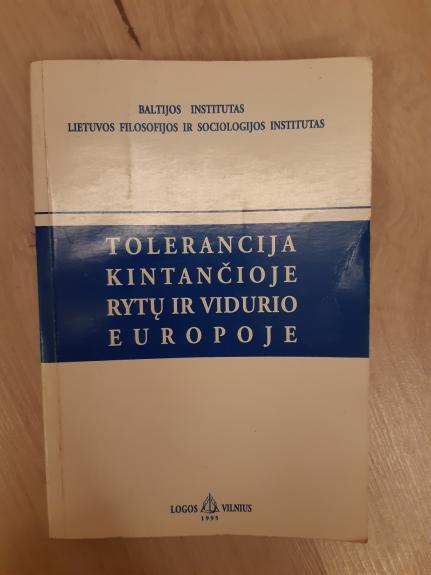 BALTIJOS INSTITUTAS
LIETUVOS FILOSOFIJOS IR SOCIOLOGIJOS INSTITUTAS
TOLERANCIJA
KINTANČIOJE
RYTŲ IR VIDURIO
EUROPOJE
LOGOS VILNIUS
1995